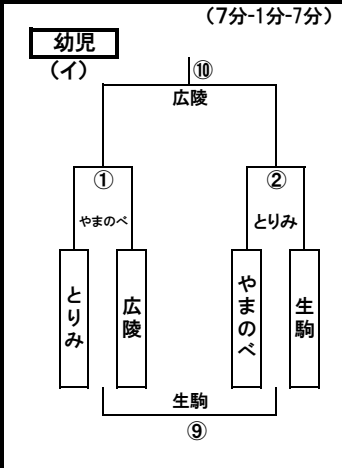 （7分-1分-7分）
幼児
（イ）
⑩
広陵
①
②
やまのべ
とりみ
とりみ
広陵
やまのべ
生駒
生駒
⑨